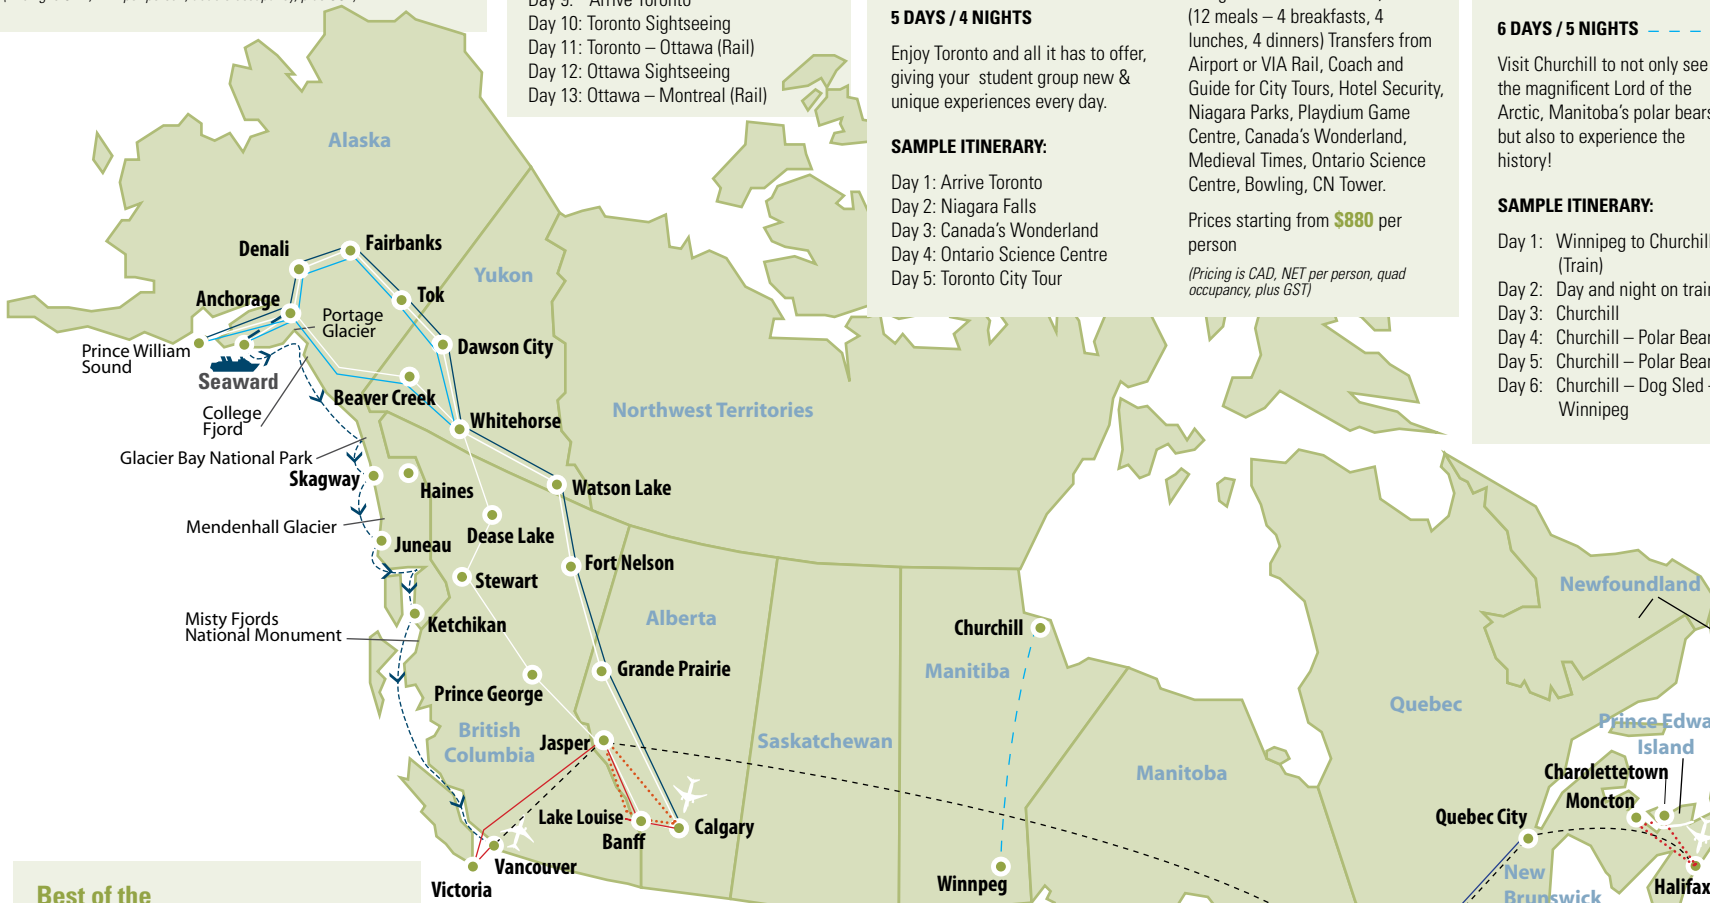 Day 9: Arrive Toronto
Day 10: Toronto Sightseeing
Day 11: Toronto – Ottawa (Rail)
Day 12: Ottawa Sightseeing
Day 13: Ottawa – Montreal (Rail)
5 DAYS / 4 NIGHTS
Enjoy Toronto and all it has to offer,
giving your student group new &
unique experiences every day.
SAMPLE ITINERARY:
Day 1: Arrive Toronto
Day 2: Niagara Falls
Day 3: Canada's Wonderland
Day 4: Ontario Science Centre
Day 5: Toronto City Tour
(12 meals – 4 breakfasts, 4
lunches, 4 dinners) Transfers from
Airport or VIA Rail, Coach and
Guide for City Tours, Hotel Security,
Niagara Parks, Playdium Game
Centre, Canada's Wonderland,
Medieval Times, Ontario Science
Centre, Bowling, CN Tower.
Prices starting from $880 per
person
(Pricing is CAD, NET per person, quad
occupancy, plus GST)
6 DAYS / 5 NIGHTS
Visit Churchill to not only see
the magnificent Lord of the
Arctic, Manitoba's polar bears
but also to experience the
history!
SAMPLE ITINERARY:
Day 1: Winnipeg to Churchill
(Train)
Day 2: Day and night on train
Day 3: Churchill
Day 4: Churchill – Polar Bear
Day 5: Churchill – Polar Bear
Day 6: Churchill – Dog Sled -
Winnipeg
Alaska
Denali
Fairbanks
Yukon
Anchorage
Tok
Portage
Glacier
Prince William
Sound
Dawson City
Seaward
Beaver Creek
College
Fjord
Whitehorse
Northwest Territories
Glacier Bay National Park
Skagway
Haines
Watson Lake
Mendenhall Glacier
Juneau
Dease Lake
Fort Nelson
Stewart
Newfoundland
Misty Fjords
National Monument
Ketchikan
Alberta
Churchill
Grande Prairie
Manitiba
Prince George
Quebec
British
Columbia
Jasper
Saskatchewan
Prince Edwa
Island
Manitoba
Charolettetown
Moncton
Lake Louise
Banff
Calgary
Quebec City
Vancouver
Victoria
Winnpeg
New
Brunswick
Halifax
Best of the